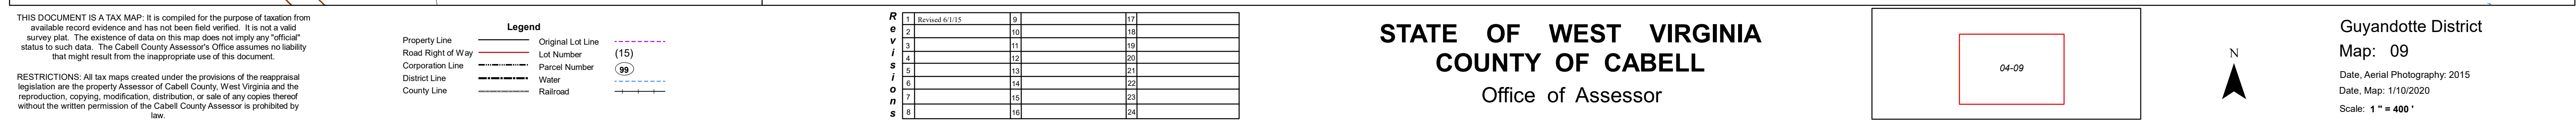 THIS DOCUMENT IS A TAX MAP: It is compiled for the purpose of taxation from
available record evidence and has not been field verified. It is not a valid
survey plat. The existence of data on this map does not imply any "official"
status to such data. The Cabell County Assessor's Office assumes no liability
that might result from the inappropriate use of this document.
RESTRICTIONS: All tax maps created under the provisions of the reappraisal
legislation are the property Assessor of Cabell County, West Virginia and the
reproduction, copying, modification, distribution, or sale of any copies thereof
without the written permission of the Cabell County Assessor is prohibited by
law.
Legend
Property Line
Road Right of Way
Corporation Line
District Line
County Line
Original Lot Line
Lot Number (15)
Parcel Number 99
Water
Railroad
Revisions
1 Revised 6/1/15 9 17
2 10 18
3 11 19
4 12 20
5 13 21
6 14 22
7 15 23
8 16 24
STATE OF WEST VIRGINIA
COUNTY OF CABELL
Office of Assessor
04-09
N
Guyandotte District
Map: 09
Date, Aerial Photography: 2015
Date, Map: 1/10/2020
Scale: 1 " = 400 '